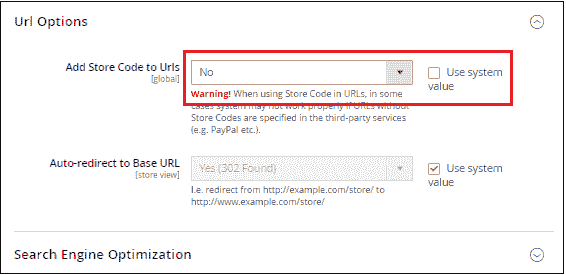 Url Options
Add Store Code to Urls
[global]
No
Use system
value
Warning! When using Store Code in URLs, in some
cases system may not work properly if URLs without
Store Codes are specified in the third-party services
(e.g. PayPal etc.).
Auto-redirect to Base URL
[store view]
Yes (302 Found)
Use system
value
I.e. redirect from http://example.com/store/ to
http://www.example.com/store/
Search Engine Optimization